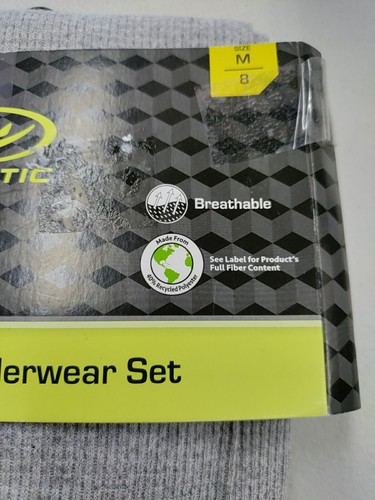 SIZE
M
8
TIC
Breathable
Made From
40% Recycled Polyester
See Label for Product's
Full Fiber Content
derwear Set